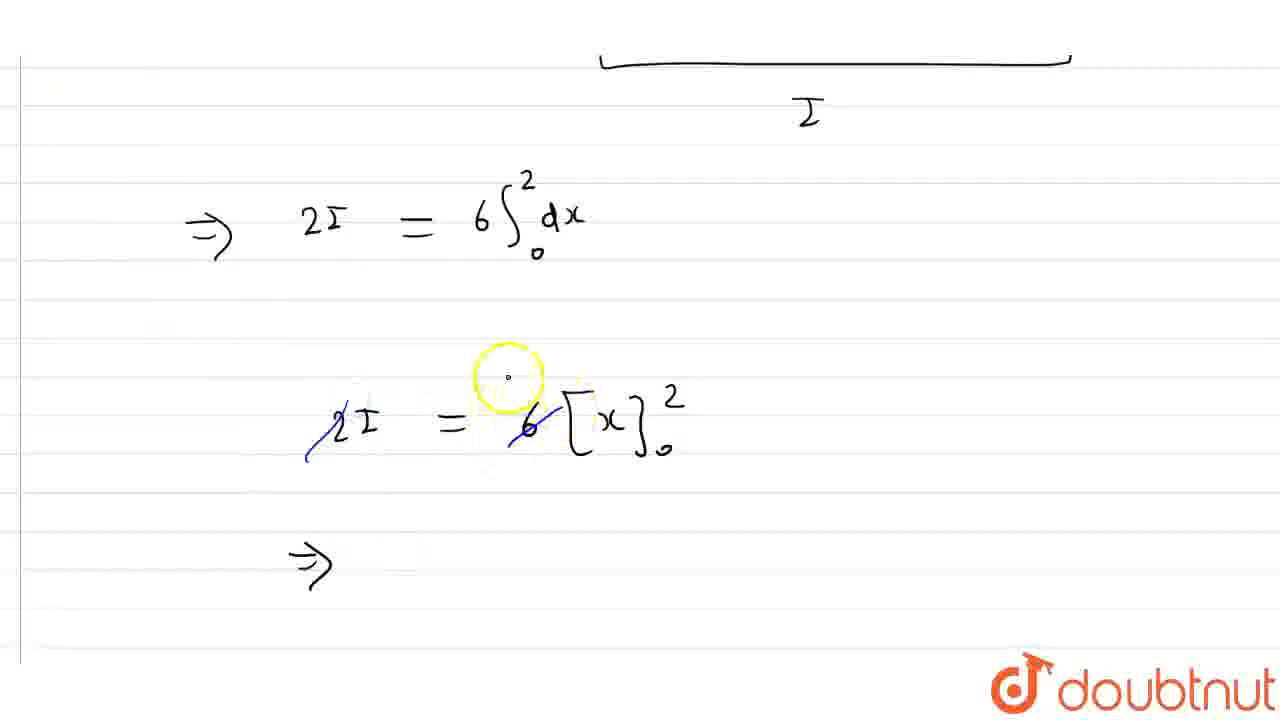 I
⇒ 2I = 6∫₀² dx
2I = 6[x]₀²
⇒
doubtnut